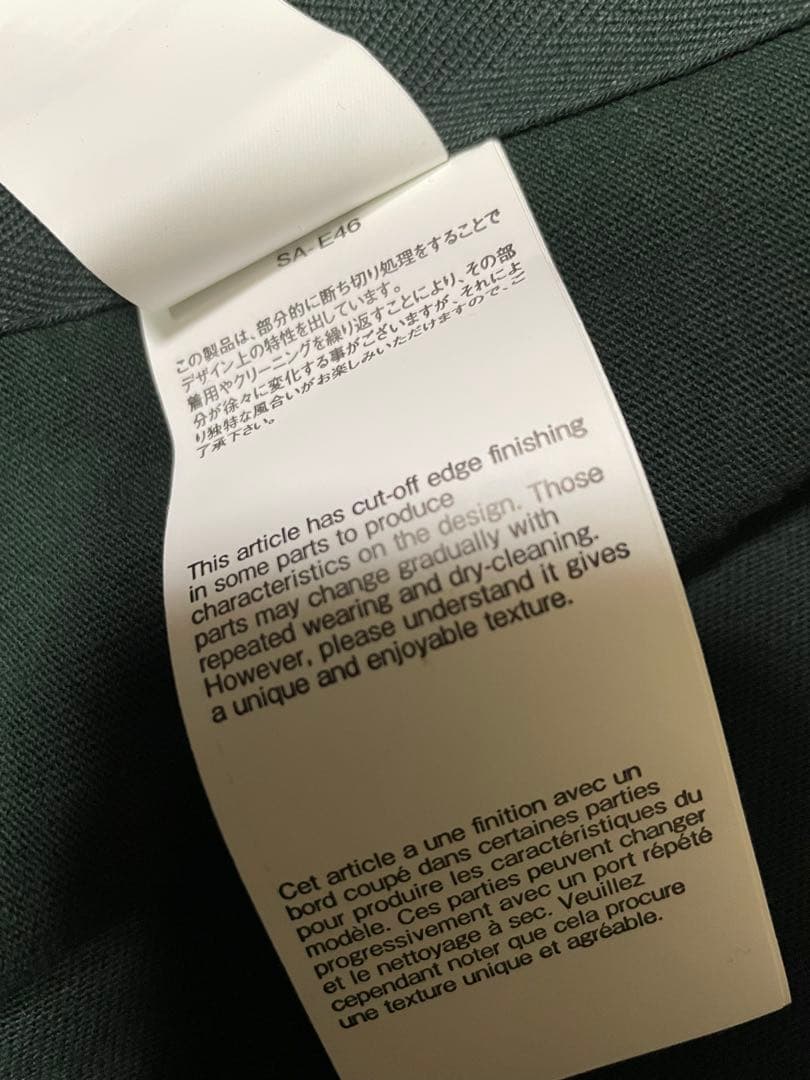 SA-E46
この製品は、部分的に断ち切り処理をすることで
デザイン上の特性を出しています。
着用やクリーニングを繰り返すことにより、その部
分が徐々に変化する事がございますが、それによ
り独特な風合いがお楽しみいただけますので、ご
了承下さい。
This article has cut-off edge finishing
in some parts to produce
characteristics on the design. Those
parts may change gradually with
repeated wearing and dry-cleaning.
However, please understand it gives
a unique and enjoyable texture.
Cet article a une finition avec un
bord coupé dans certaines parties
pour produire les caractéristiques du
modèle. Ces parties peuvent changer
progressivement avec un port répété
et le nettoyage à sec. Veuillez
cependant noter que cela procure
une texture unique et agréable.